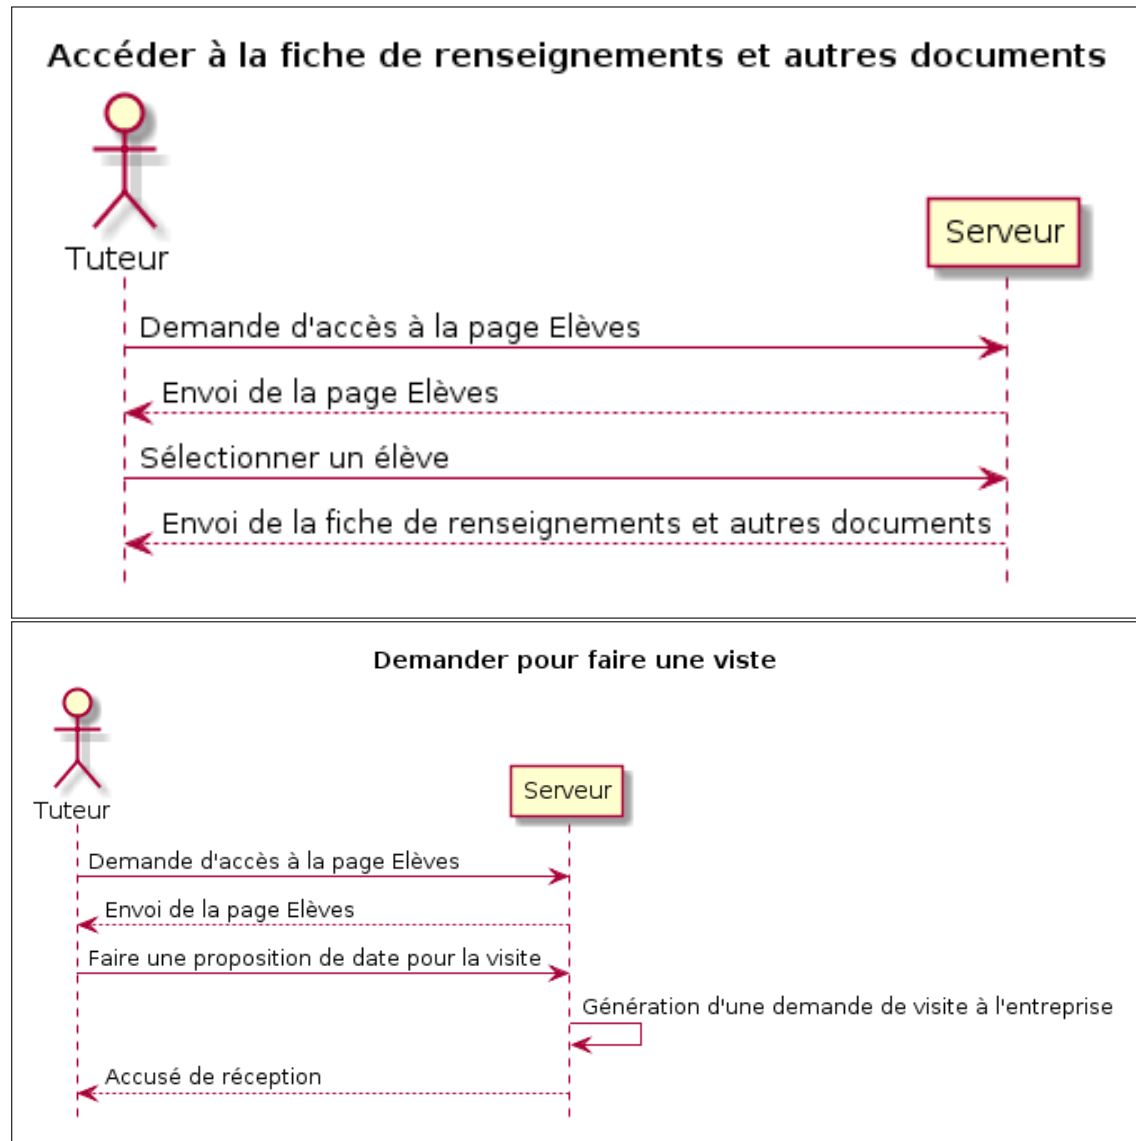 Accéder à la fiche de renseignements et autres documents
Tuteur
Serveur
Demande d'accès à la page Elèves
Envoi de la page Elèves
Sélectionner un élève
Envoi de la fiche de renseignements et autres documents
Demander pour faire une viste
Tuteur
Serveur
Demande d'accès à la page Elèves
Envoi de la page Elèves
Faire une proposition de date pour la visite
Génération d'une demande de visite à l'entreprise
Accusé de réception